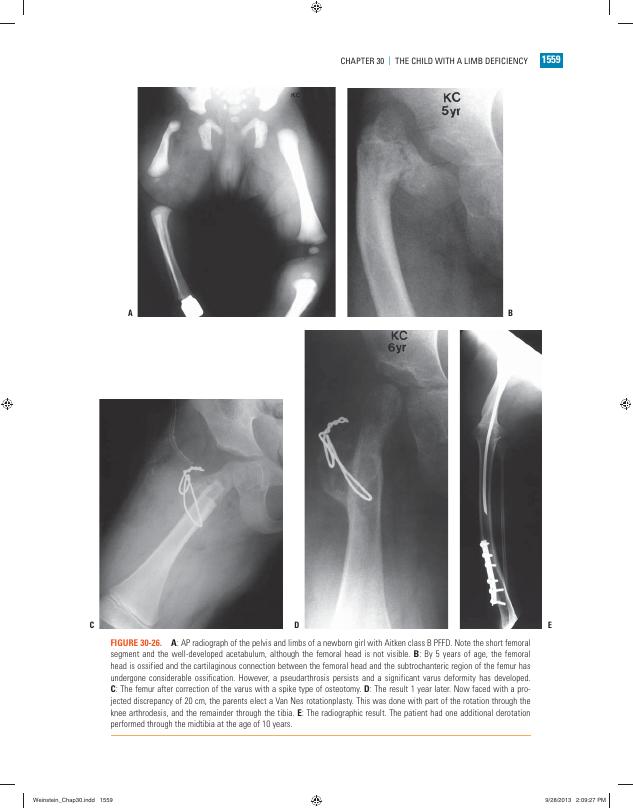 CHAPTER 30 | THE CHILD WITH A LIMB DEFICIENCY 1559
KC
KC
5yr
A
B
KC
6yr
C
D
E
FIGURE 30-26. A: AP radiograph of the pelvis and limbs of a newborn girl with Aitken class B PFFD. Note the short femoral
segment and the well-developed acetabulum, although the femoral head is not visible. B: By 5 years of age, the femoral
head is ossified and the cartilaginous connection between the femoral head and the subtrochanteric region of the femur has
undergone considerable ossification. However, a pseudarthrosis persists and a significant varus deformity has developed.
C: The femur after correction of the varus with a spike type of osteotomy. D: The result 1 year later. Now faced with a pro-
jected discrepancy of 20 cm, the parents elect a Van Nes rotationplasty. This was done with part of the rotation through the
knee arthrodesis, and the remainder through the tibia. E: The radiographic result. The patient had one additional derotation
performed through the midtibia at the age of 10 years.
Weinstein_Chap30.indd 1559
9/28/2013 2:09:27 PM